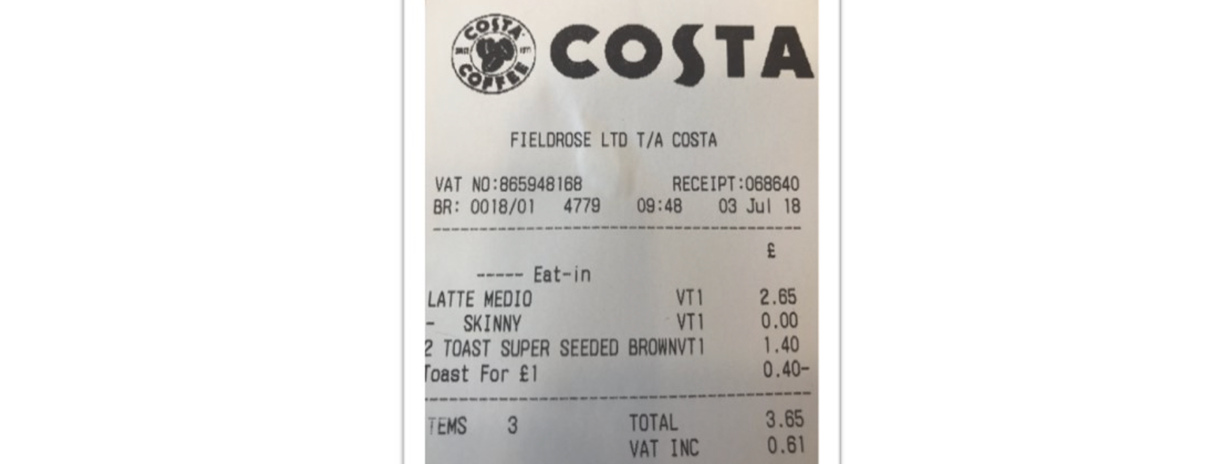 COSTA
COFFEE
SINCE 1971
COSTA
FIELDROSE LTD T/A COSTA
VAT NO:865948168 RECEIPT:068640
BR: 0018/01 4779 09:48 03 Jul 18
£
----- Eat-in
LATTE MEDIO VT1 2.65
- SKINNY VT1 0.00
2 TOAST SUPER SEEDED BROWNVT1 1.40
Toast For £1 0.40-
TEMS 3 TOTAL 3.65
VAT INC 0.61